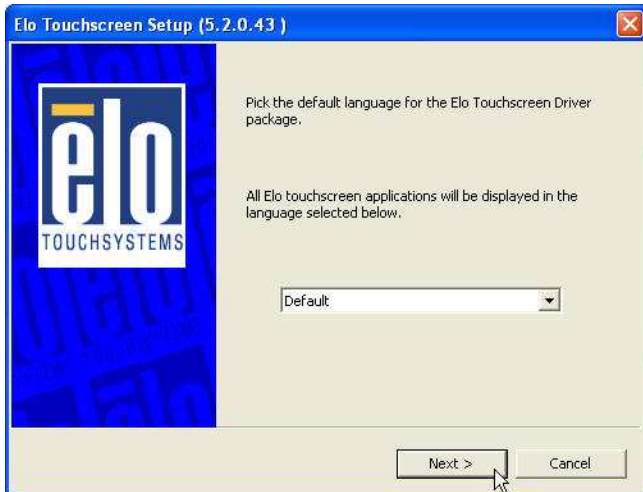 Elo Touchscreen Setup (5.2.0.43 )
ēlo
TOUCHSYSTEMS
Pick the default language for the Elo Touchscreen Driver
package.
All Elo touchscreen applications will be displayed in the
language selected below.
Default
Next >
Cancel